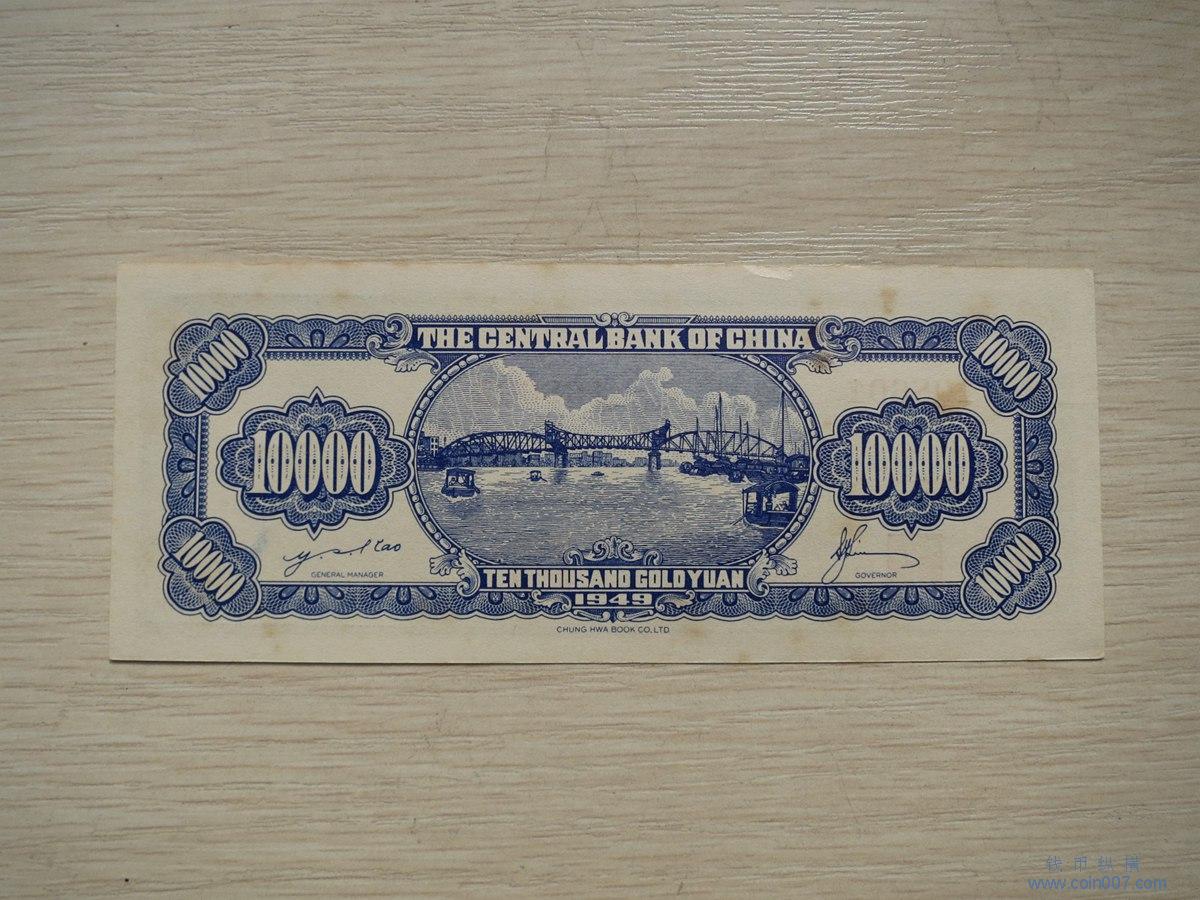 THE CENTRAL BANK OF CHINA
10000
10000
10000
10000
GENERAL MANAGER
GOVERNOR
10000
TEN THOUSAND GOLD YUAN
10000
1949
CHUNG HWA BOOK CO. LTD
钱币纵横
www.coin007.com